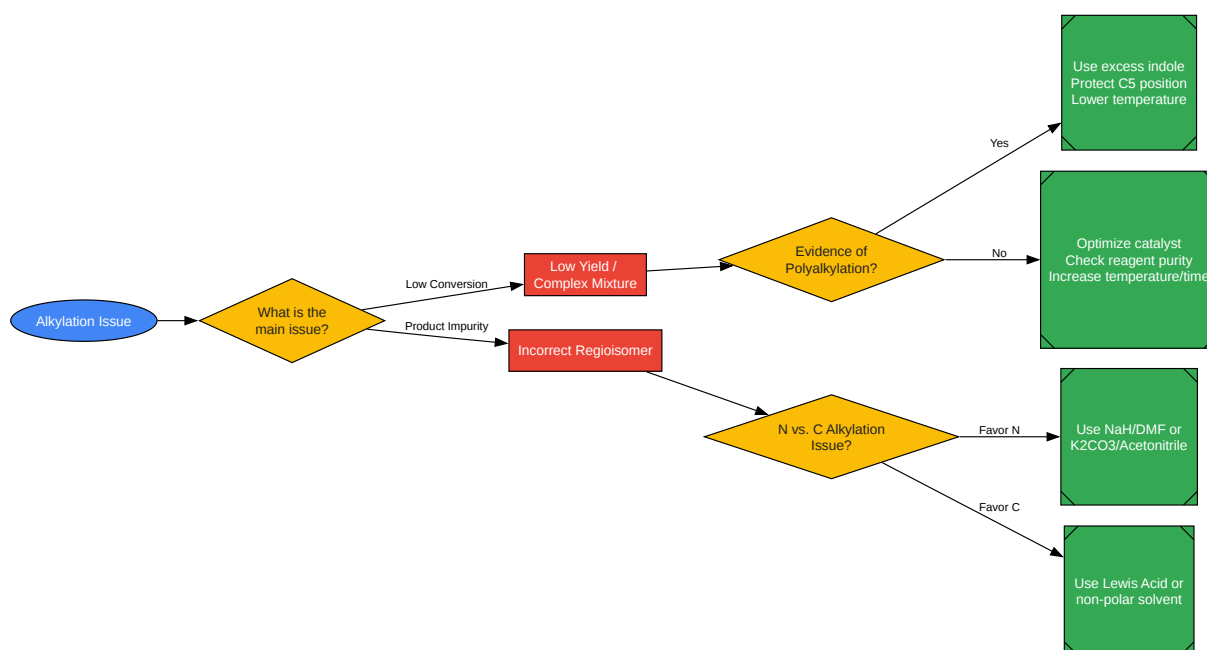 Alkylation Issue
What is the
main issue?
Low Conversion
Product Impurity
Low Yield /
Complex Mixture
Incorrect Regioisomer
Evidence of
Polyalkylation?
N vs. C Alkylation
Issue?
Yes
No
Favor N
Favor C
Use excess indole
Protect C5 position
Lower temperature
Optimize catalyst
Check reagent purity
Increase temperature/time
Use NaH/DMF or
K2CO3/Acetonitrile
Use Lewis Acid or
non-polar solvent